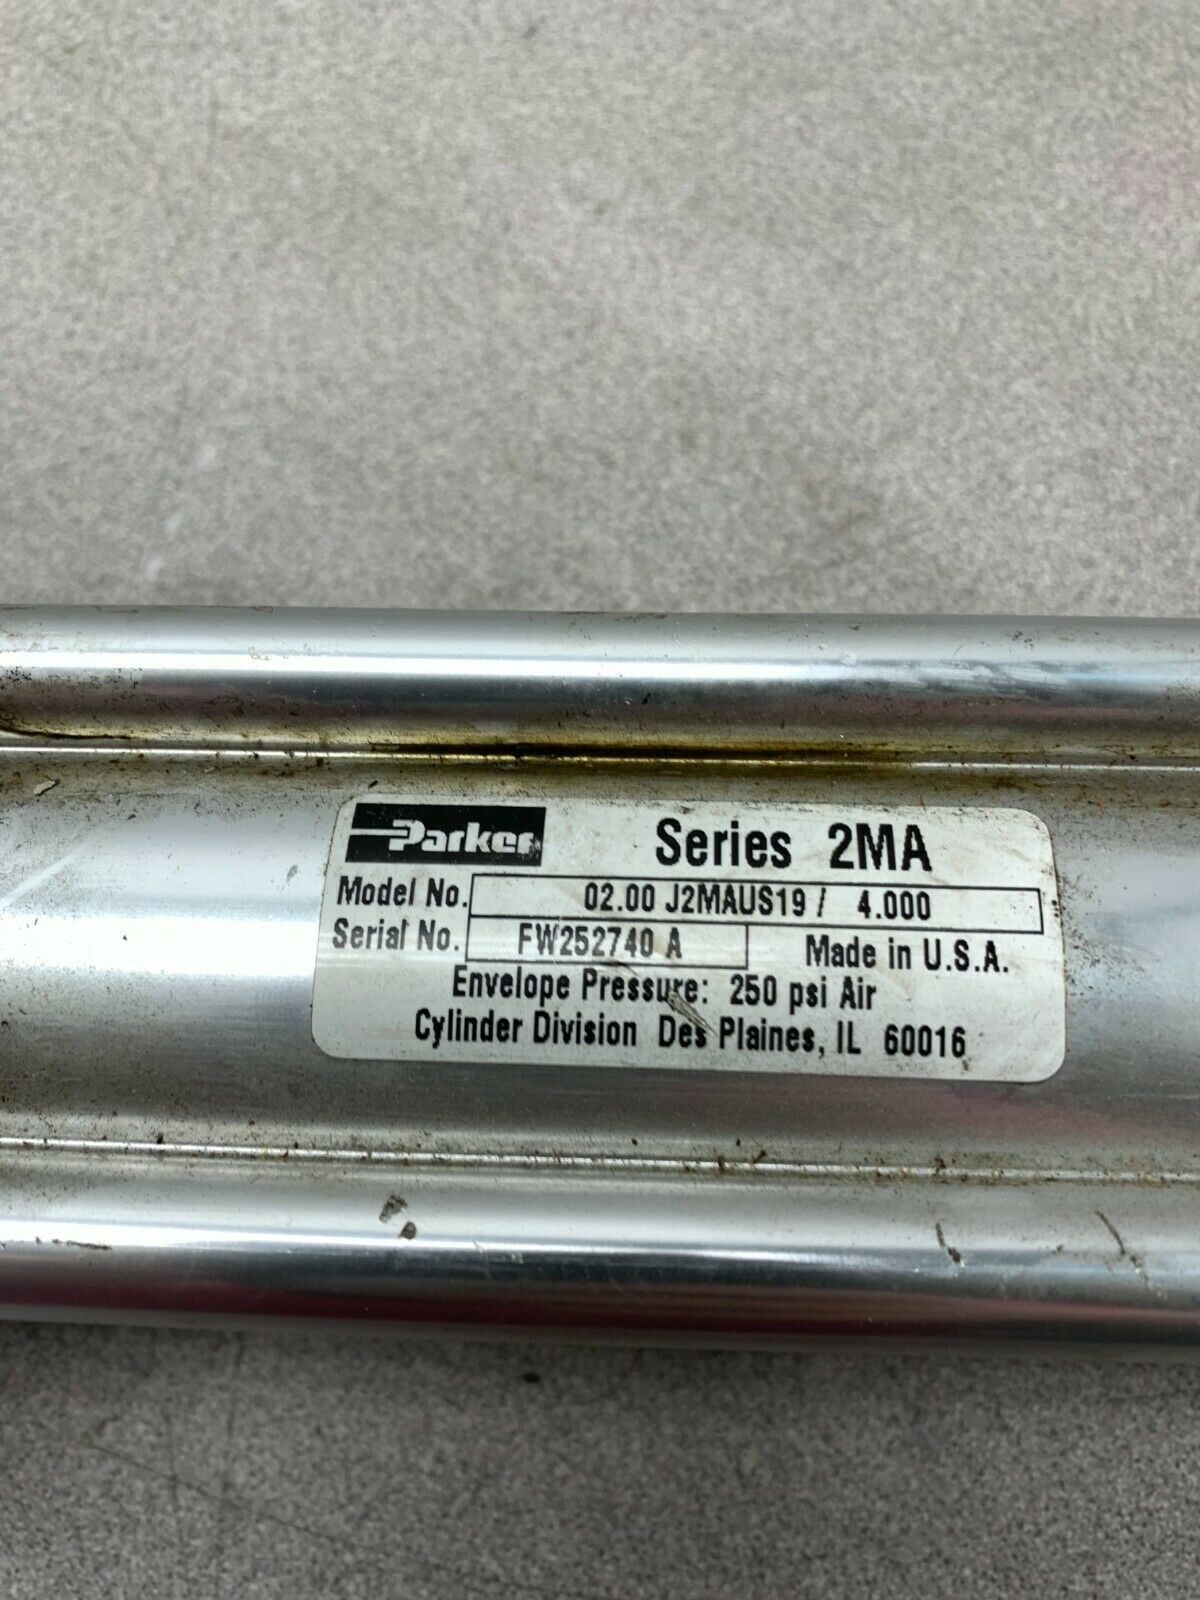 Parker Series 2MA
Model No. 02.00 J2MAUS19 / 4.000
Serial No. FW252740 A Made in U.S.A.
Envelope Pressure: 250 psi Air
Cylinder Division Des Plaines, IL 60016